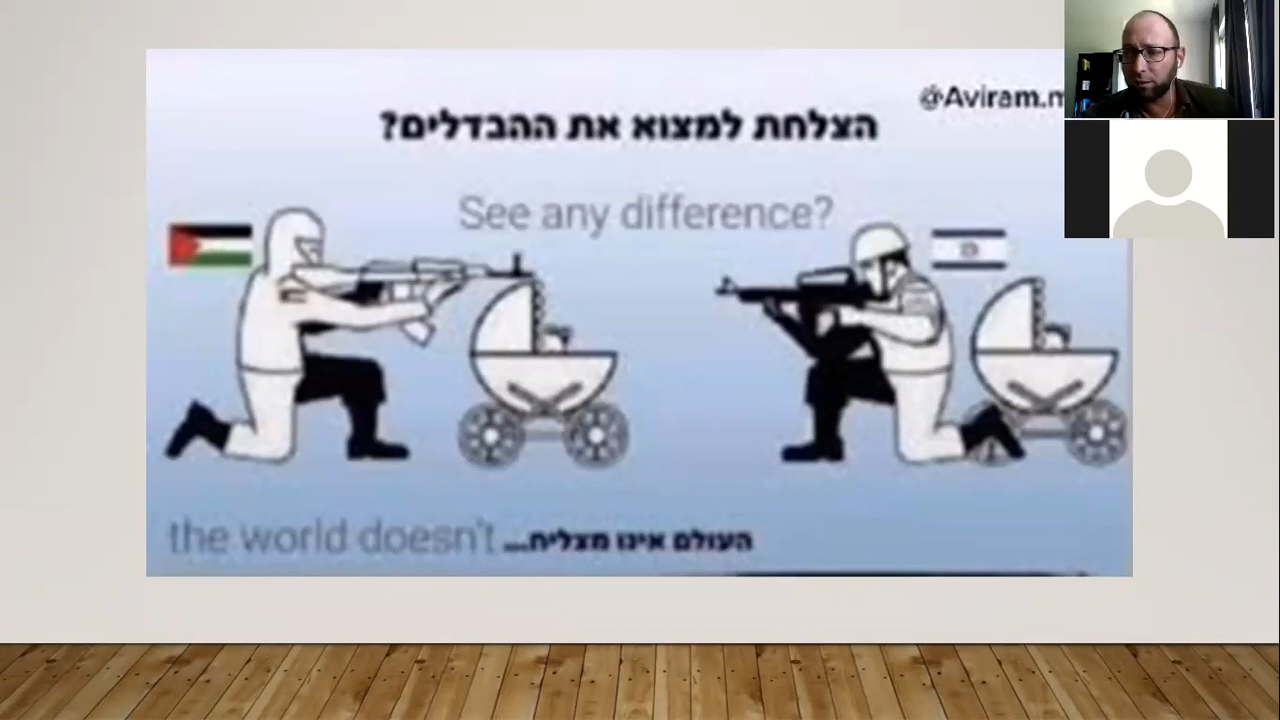 @Aviram.m
הצלחת למצוא את ההבדלים?
See any difference?
the world doesn't ...העולם אינו מצליח